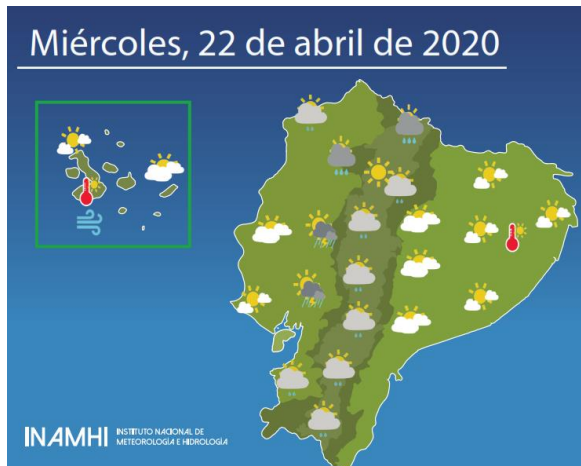 Miércoles, 22 de abril de 2020
INAMHI
INSTITUTO NACIONAL DE
METEOROLOGÍA E HIDROLOGÍA